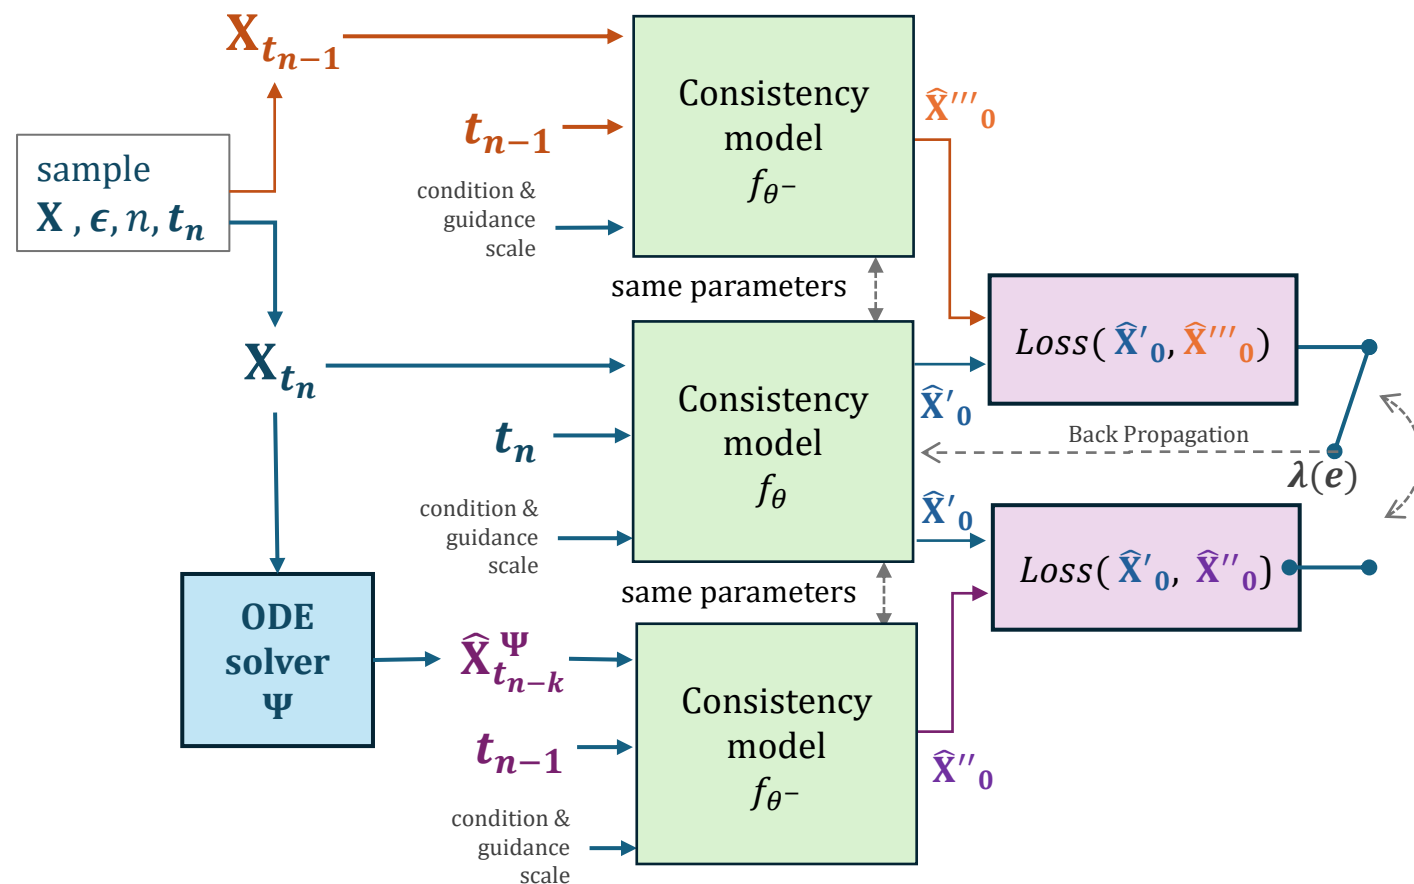 X_{t_{n-1}}
Consistency
model
f_{θ⁻}
t_{n-1}
X̂'''_0
sample
X , ϵ, n, t_n
condition &
guidance
scale
same parameters
X_{t_n}
Consistency
model
f_θ
t_n
condition &
guidance
scale
X̂'_0
X̂'_0
Loss( X̂'_0, X̂'''_0)
Back Propagation
λ(e)
Loss( X̂'_0, X̂''_0)
same parameters
ODE
solver
Ψ
X̂^Ψ_{t_{n-k}}
t_{n-1}
condition &
guidance
scale
Consistency
model
f_{θ⁻}
X̂''_0